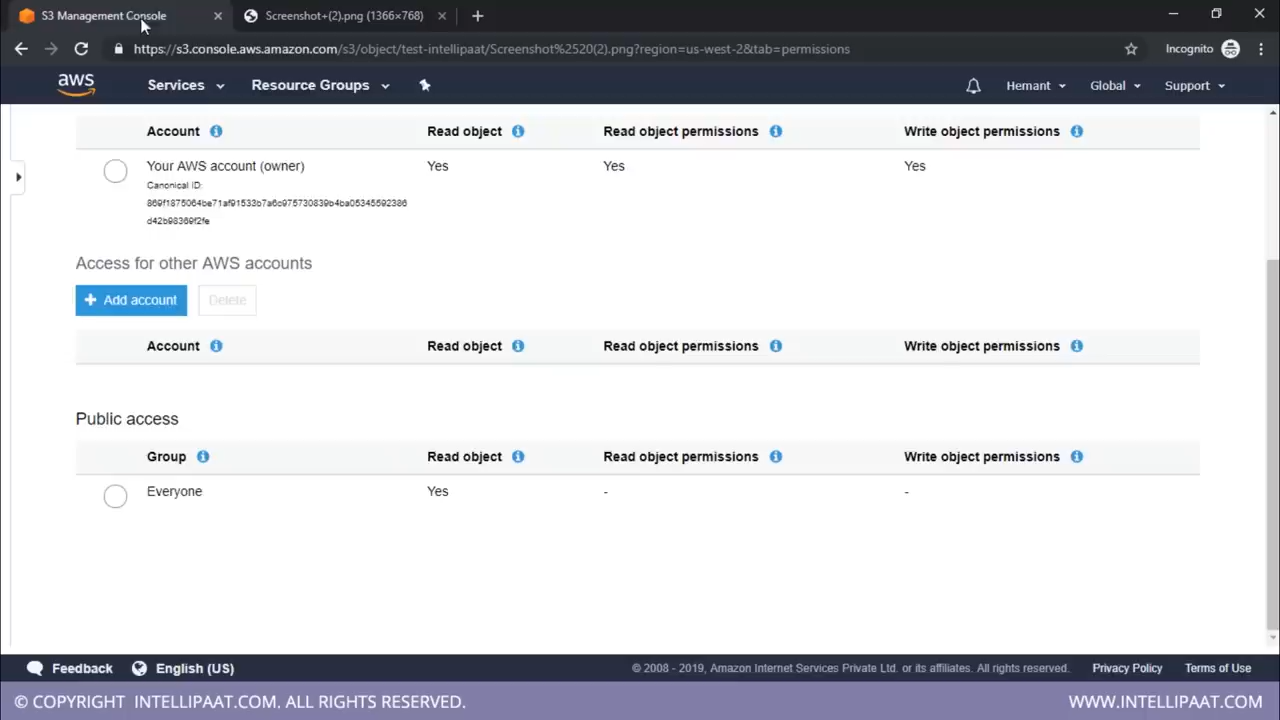 S3 Management Console
Screenshot+(2).png (1366×768)
https://s3.console.aws.amazon.com/s3/object/test-intellipaat/Screenshot%2520(2).png?region=us-west-2&tab=permissions
Incognito
aws
Services
Resource Groups
Hemant
Global
Support
Account Read object Read object permissions Write object permissions
Your AWS account (owner) Yes Yes Yes
Canonical ID:
869f1875064be71af91533b7a6c975730839b4ba05345592386
d42b98369f2fe
Access for other AWS accounts
+ Add account Delete
Account Read object Read object permissions Write object permissions
Public access
Group Read object Read object permissions Write object permissions
Everyone Yes - -
Feedback English (US) © 2008 - 2019, Amazon Internet Services Private Ltd. or its affiliates. All rights reserved. Privacy Policy Terms of Use
© COPYRIGHT INTELLIPAAT.COM. ALL RIGHTS RESERVED. WWW.INTELLIPAAT.COM